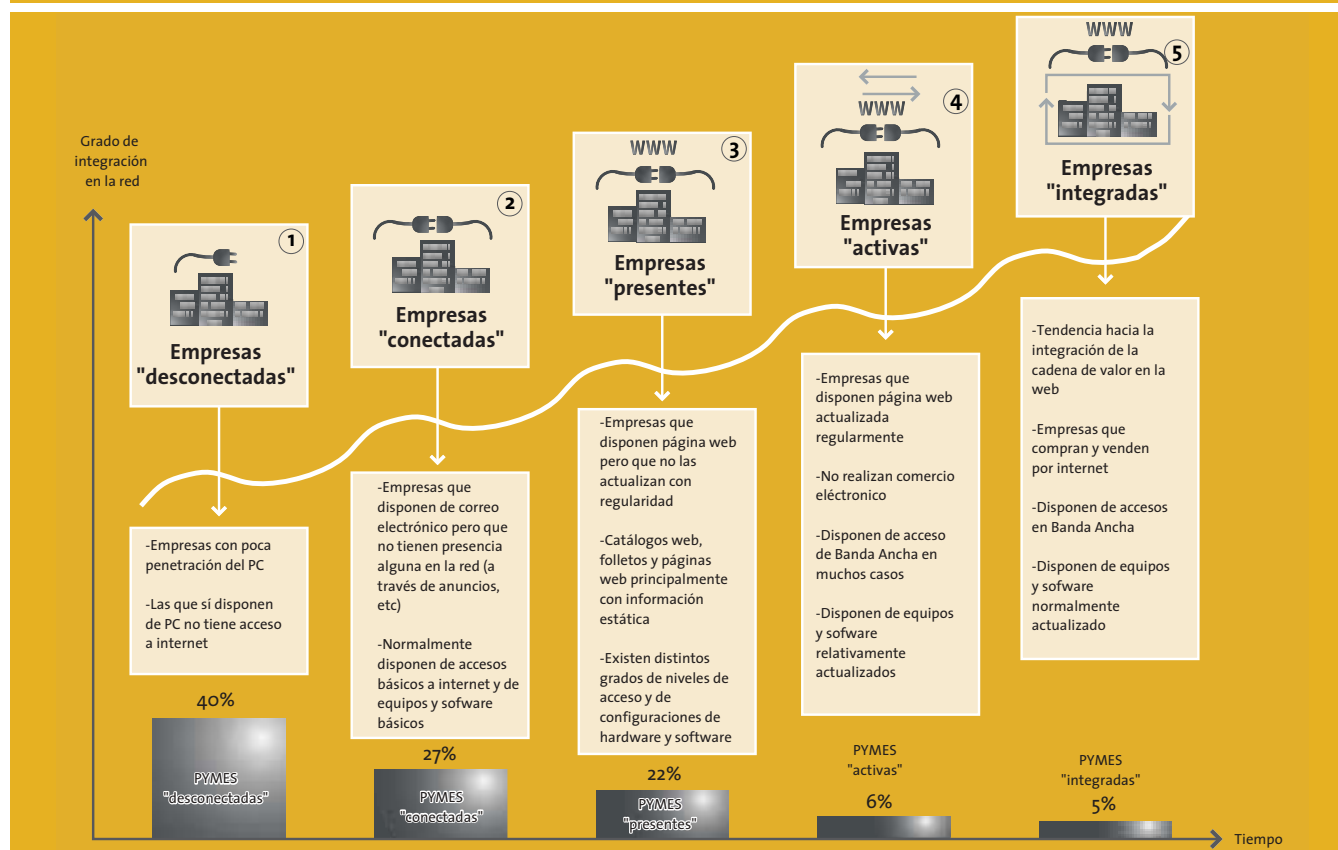 Grado de
integración
en la red
1
Empresas
"desconectadas"
-Empresas con poca
penetración del PC
-Las que sí disponen
de PC no tiene acceso
a internet
40%
PYMES
"desconectadas"
2
Empresas
"conectadas"
-Empresas que
disponen de correo
electrónico pero que
no tienen presencia
alguna en la red (a
través de anuncios,
etc)
-Normalmente
disponen de accesos
básicos a internet y de
equipos y sofware
básicos
27%
PYMES
"conectadas"
WWW
3
Empresas
"presentes"
-Empresas que
disponen página web
pero que no las
actualizan con
regularidad
-Catálogos web,
folletos y páginas
web principalmente
con información
estática
-Existen distintos
grados de niveles de
acceso y de
configuraciones de
hardware y software
22%
PYMES
"presentes"
WWW
4
Empresas
"activas"
-Empresas que
disponen página web
actualizada
regularmente
-No realizan comercio
eléctronico
-Disponen de acceso
de Banda Ancha en
muchos casos
-Disponen de equipos
y sofware
relativamente
actualizados
PYMES
"activas"
6%
WWW
5
Empresas
"integradas"
-Tendencia hacia la
integración de la
cadena de valor en la
web
-Empresas que
compran y venden
por internet
-Disponen de accesos
en Banda Ancha
-Disponen de equipos
y sofware
normalmente
actualizado
PYMES
"integradas"
5%
Tiempo